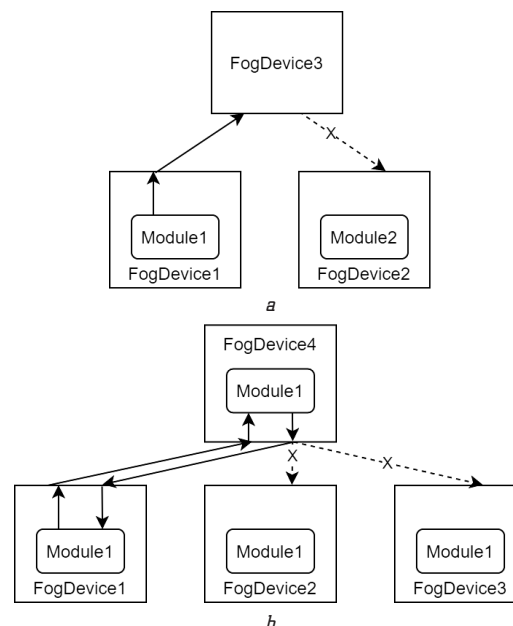 FogDevice3
X
Module1
Module2
FogDevice1
FogDevice2
a
FogDevice4
Module1
X
X
Module1
Module1
Module1
FogDevice1
FogDevice2
FogDevice3
b